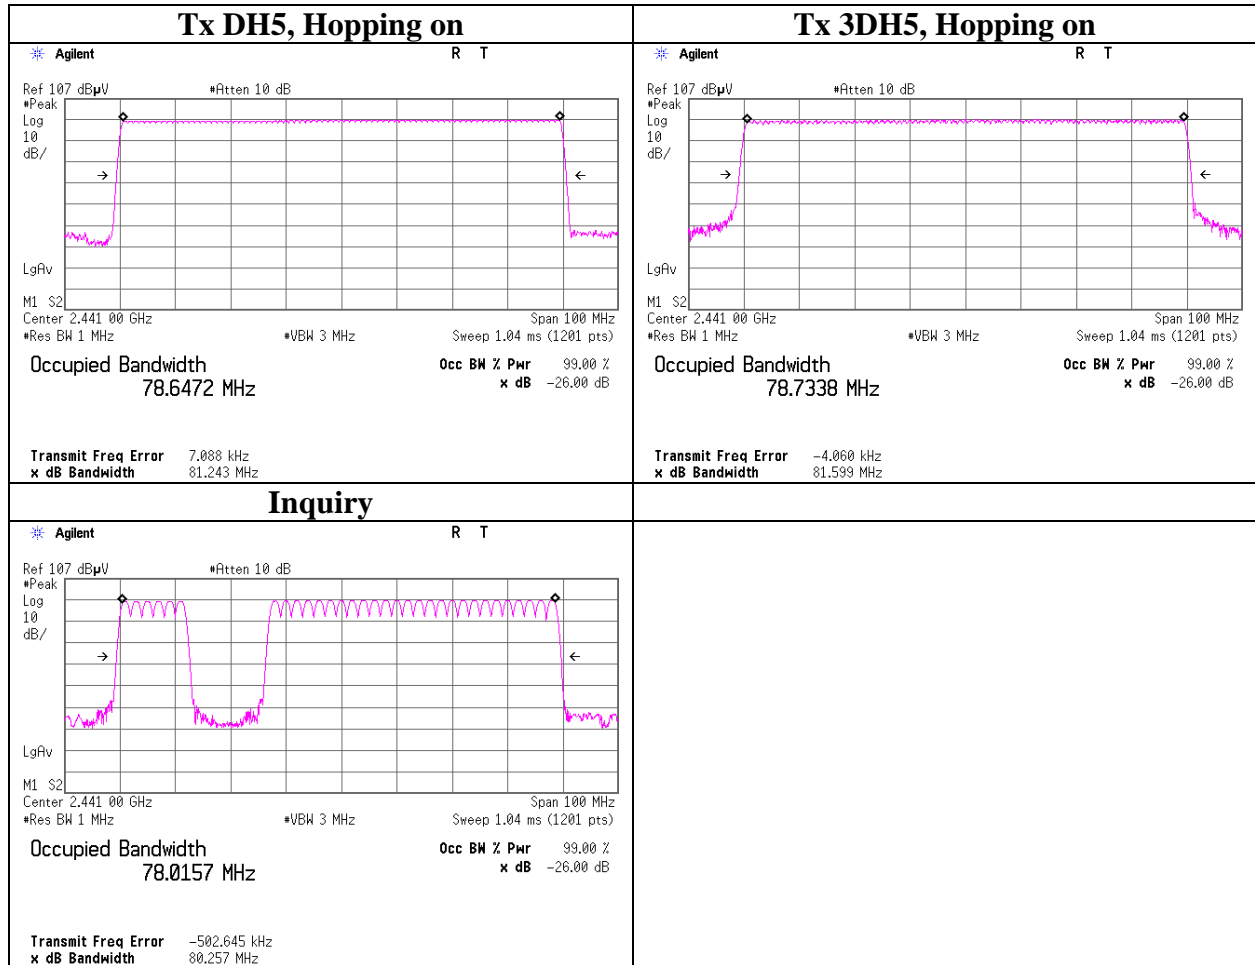 Tx DH5, Hopping on
Agilent
R T
Ref 107 dBµV #Atten 10 dB
#Peak
Log
10
dB/
LgAv
M1 S2
Center 2.441 00 GHz Span 100 MHz
#Res BW 1 MHz #VBW 3 MHz Sweep 1.04 ms (1201 pts)
Occupied Bandwidth Occ BW % Pwr 99.00 %
78.6472 MHz x dB -26.00 dB
Transmit Freq Error 7.088 kHz
x dB Bandwidth 81.243 MHz
Tx 3DH5, Hopping on
Agilent
R T
Ref 107 dBµV #Atten 10 dB
#Peak
Log
10
dB/
LgAv
M1 S2
Center 2.441 00 GHz Span 100 MHz
#Res BW 1 MHz #VBW 3 MHz Sweep 1.04 ms (1201 pts)
Occupied Bandwidth Occ BW % Pwr 99.00 %
78.7338 MHz x dB -26.00 dB
Transmit Freq Error -4.060 kHz
x dB Bandwidth 81.599 MHz
Inquiry
Agilent
R T
Ref 107 dBµV #Atten 10 dB
#Peak
Log
10
dB/
LgAv
M1 S2
Center 2.441 00 GHz Span 100 MHz
#Res BW 1 MHz #VBW 3 MHz Sweep 1.04 ms (1201 pts)
Occupied Bandwidth Occ BW % Pwr 99.00 %
78.0157 MHz x dB -26.00 dB
Transmit Freq Error -502.645 kHz
x dB Bandwidth 80.257 MHz